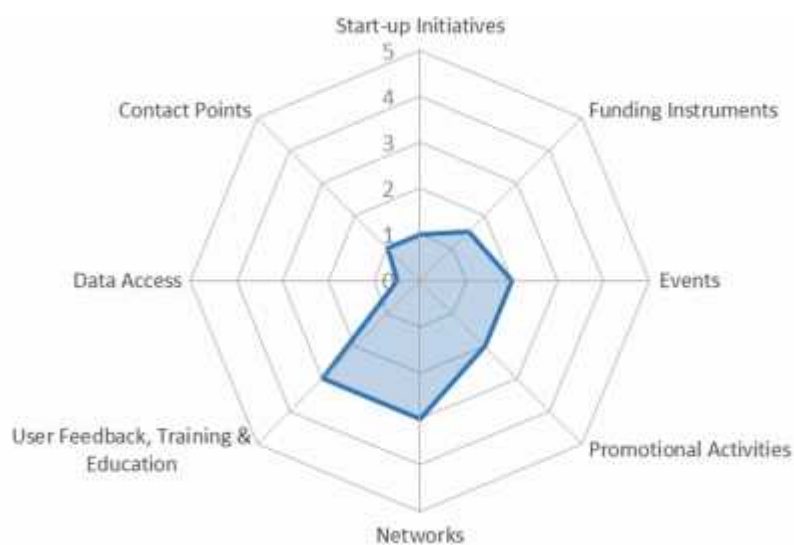 Start-up Initiatives
5
Contact Points
Funding Instruments
4
3
2
1
Data Access
0
Events
User Feedback, Training &
Education
Promotional Activities
Networks